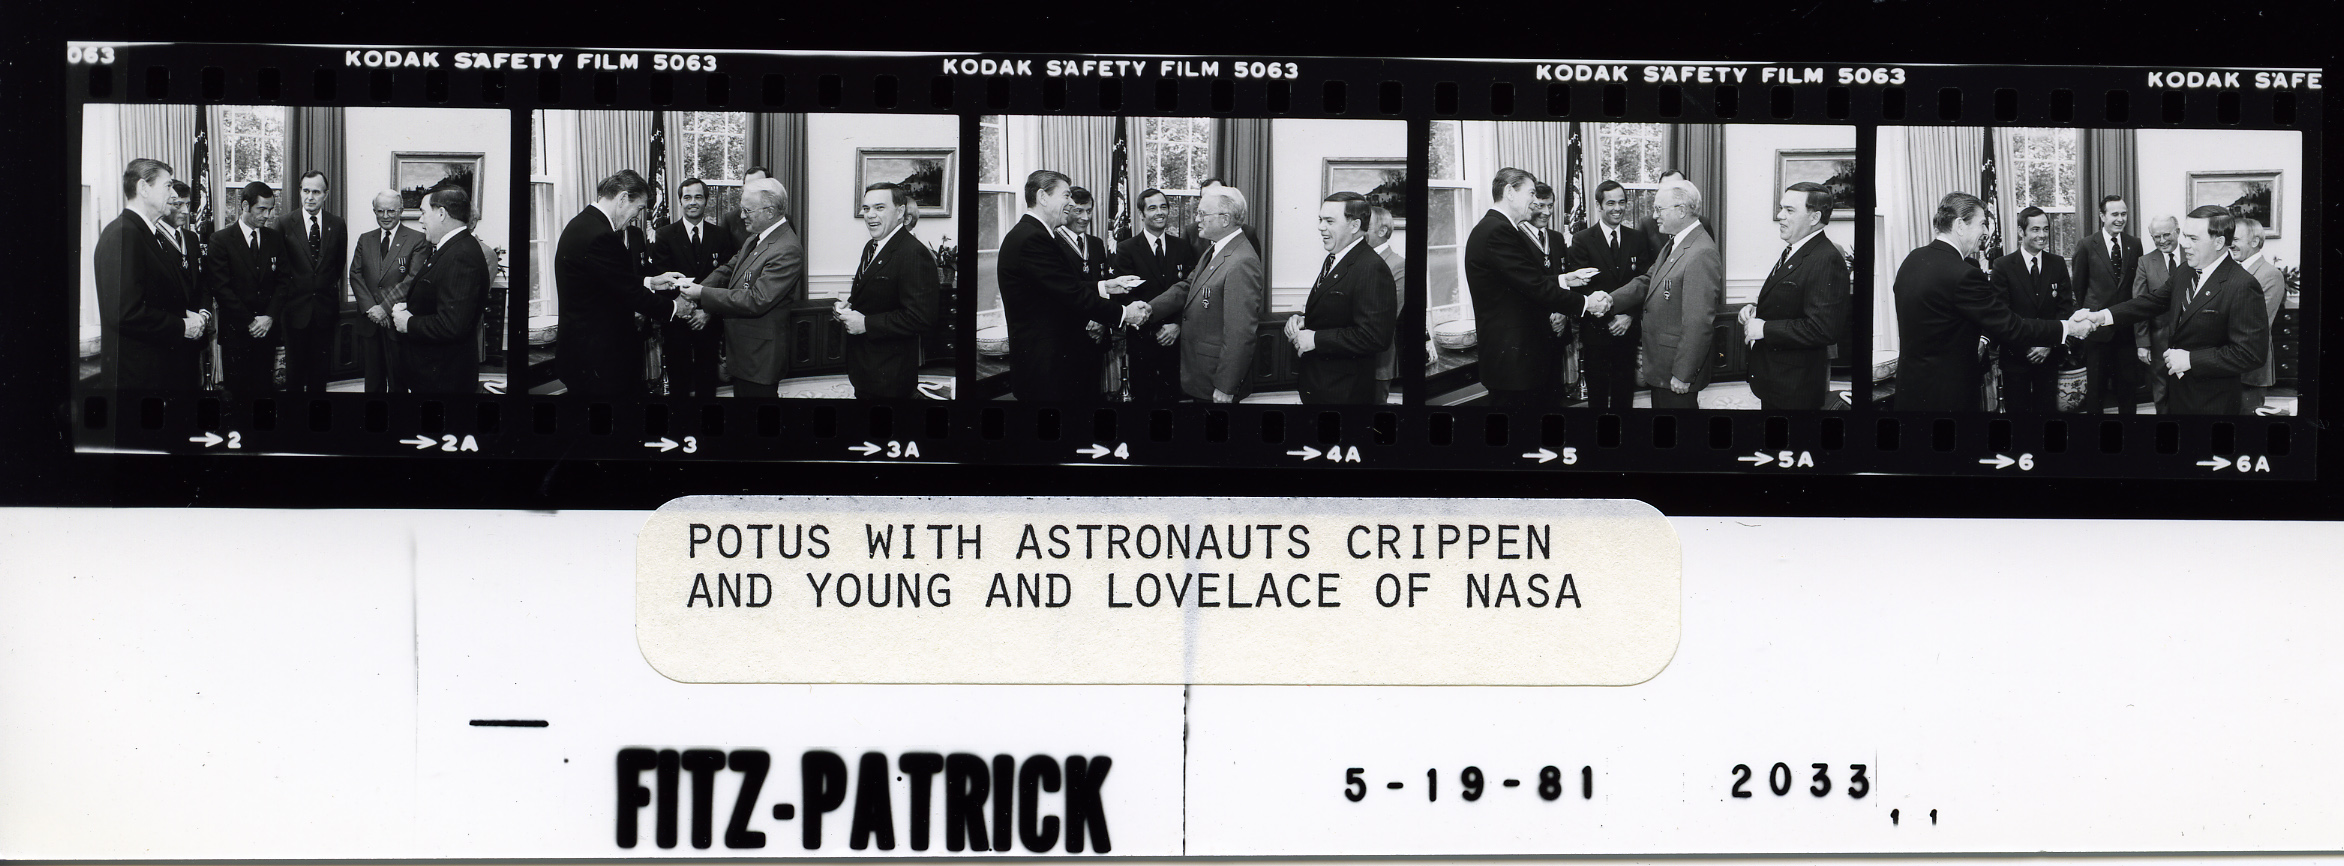 063 KODAK SAFETY FILM 5063 KODAK SAFETY FILM 5063 KODAK SAFETY FILM 5063 KODAK SAFE
→2 →2A →3 →3A →4 →4A →5 →5A →6 →6A
POTUS WITH ASTRONAUTS CRIPPEN
AND YOUNG AND LOVELACE OF NASA
FITZ-PATRICK 5-19-81 2033